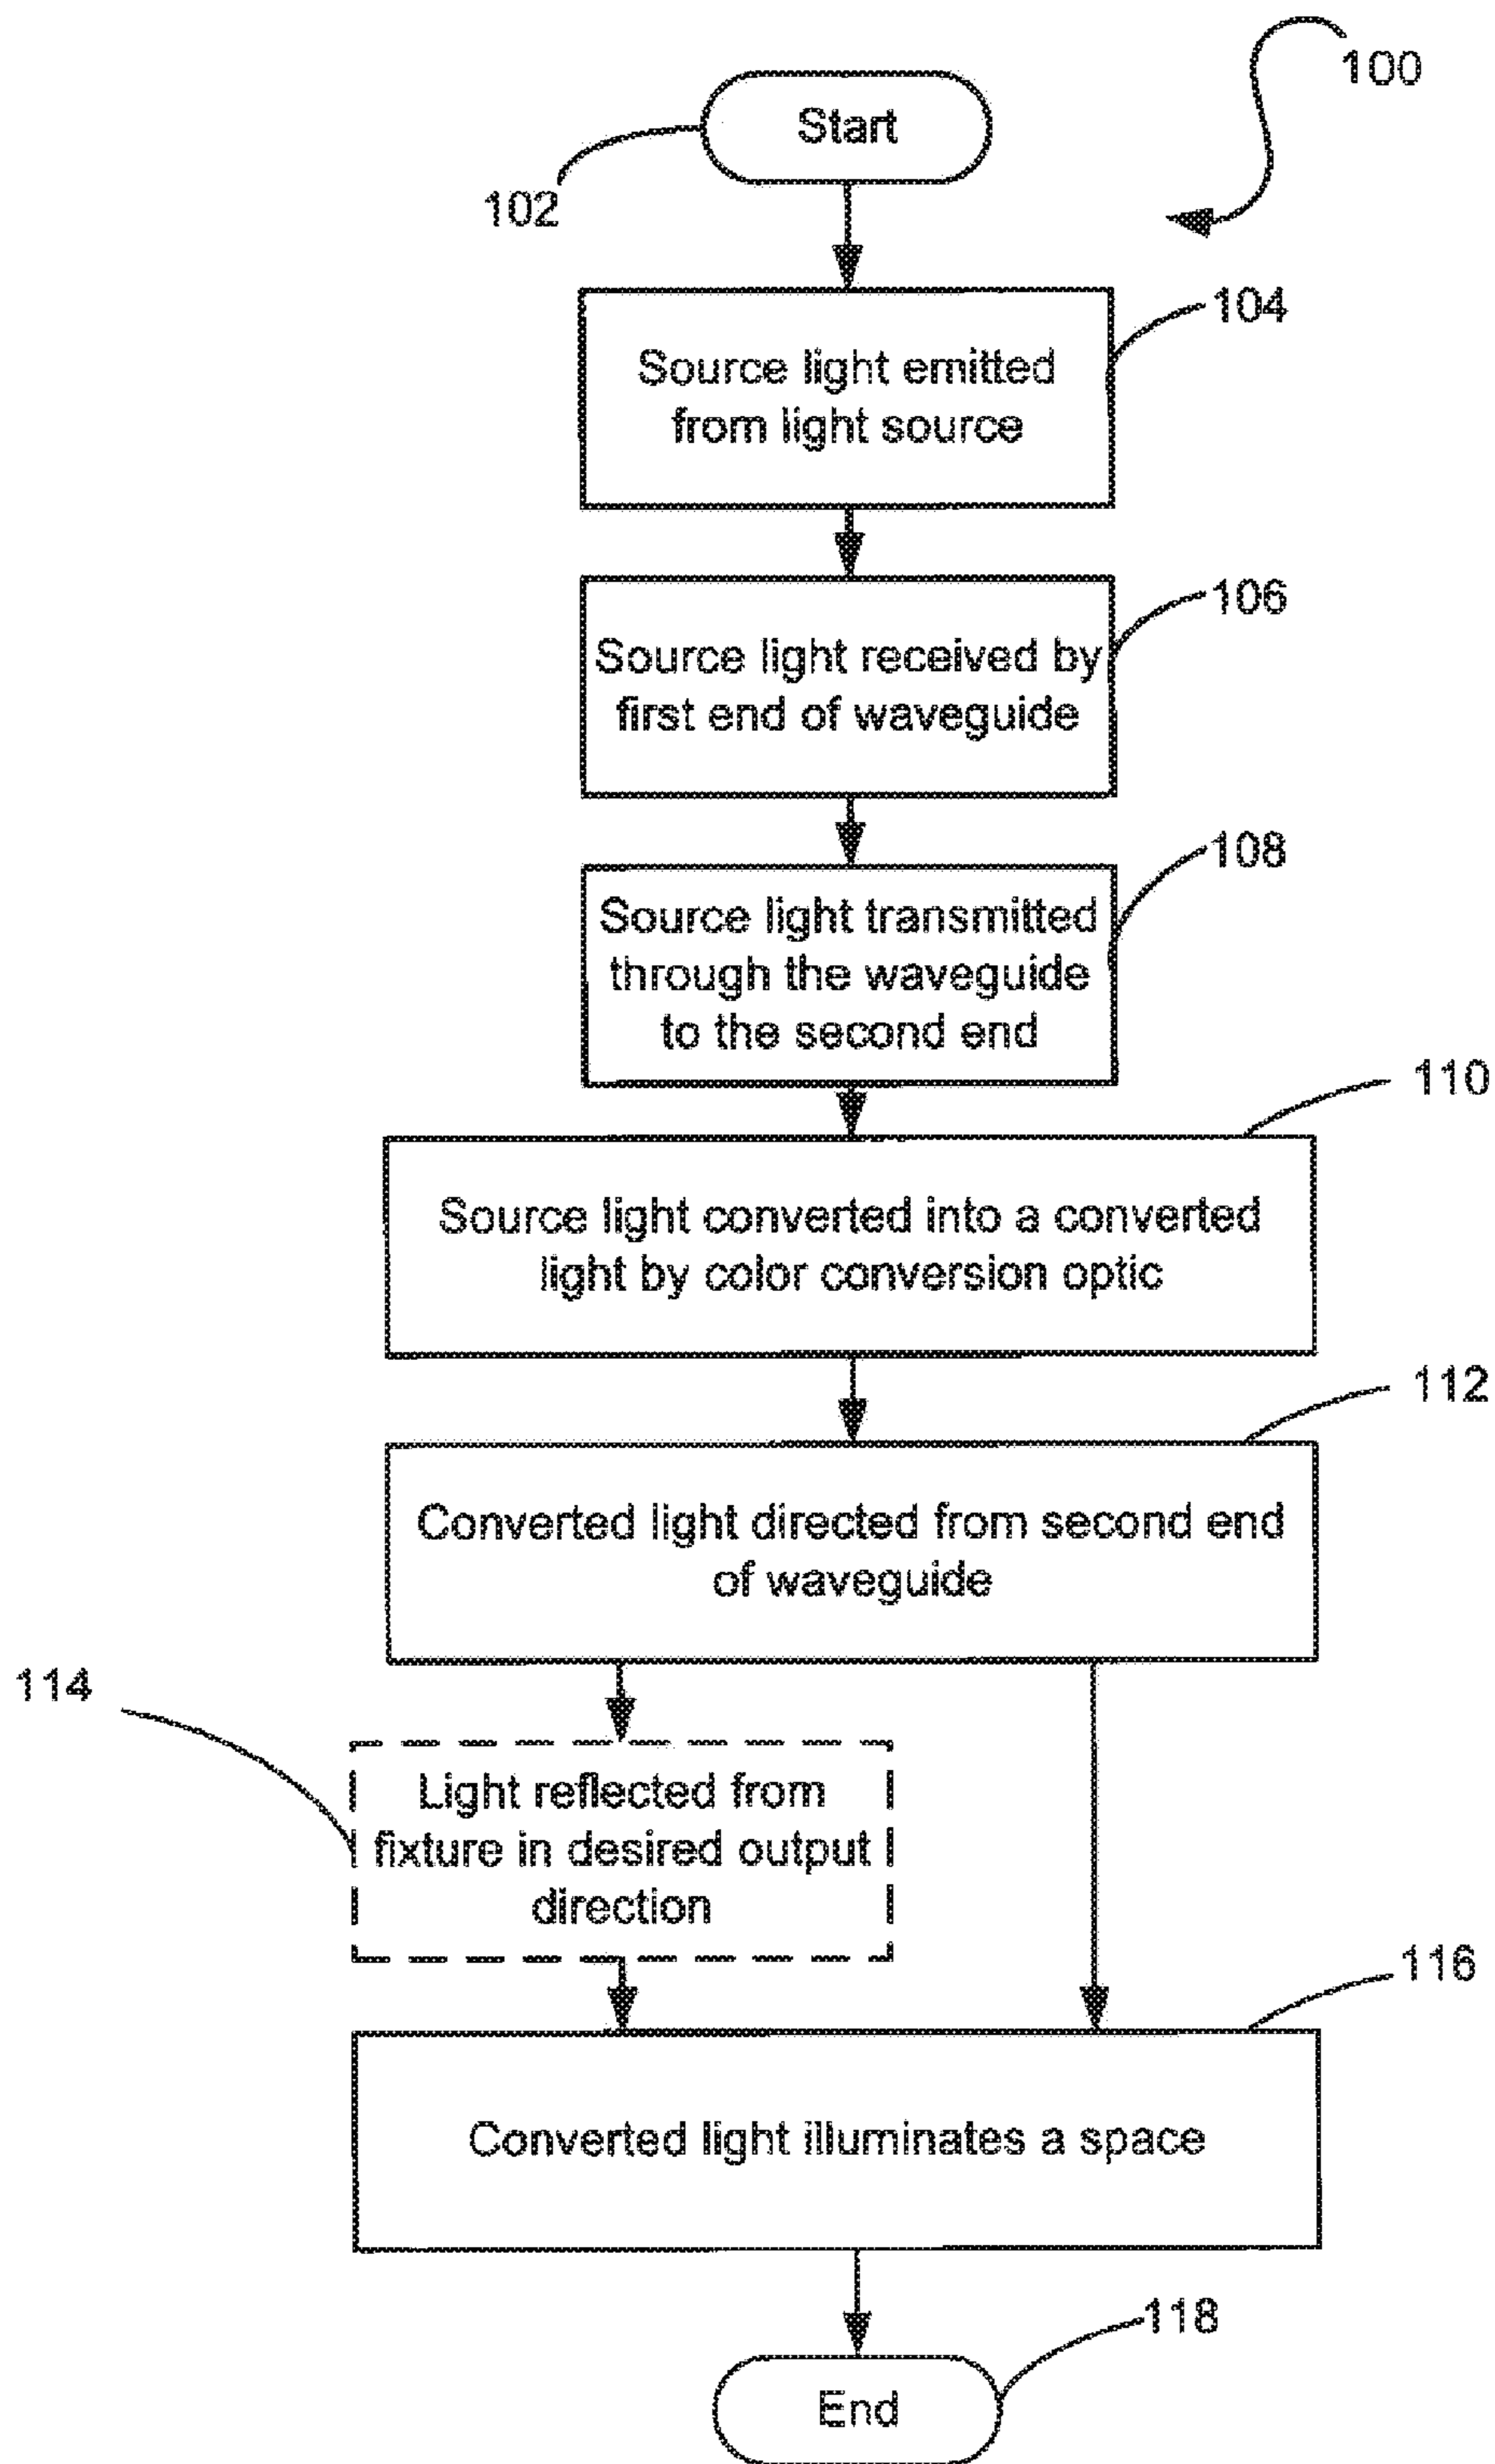 100
Start
102
104
Source light emitted
from light source
106
Source light received by
first end of waveguide
108
Source light transmitted
through the waveguide
to the second end
110
Source light converted into a converted
light by color conversion optic
112
Converted light directed from second end
of waveguide
114
Light reflected from
fixture in desired output
direction
116
Converted light illuminates a space
118
End